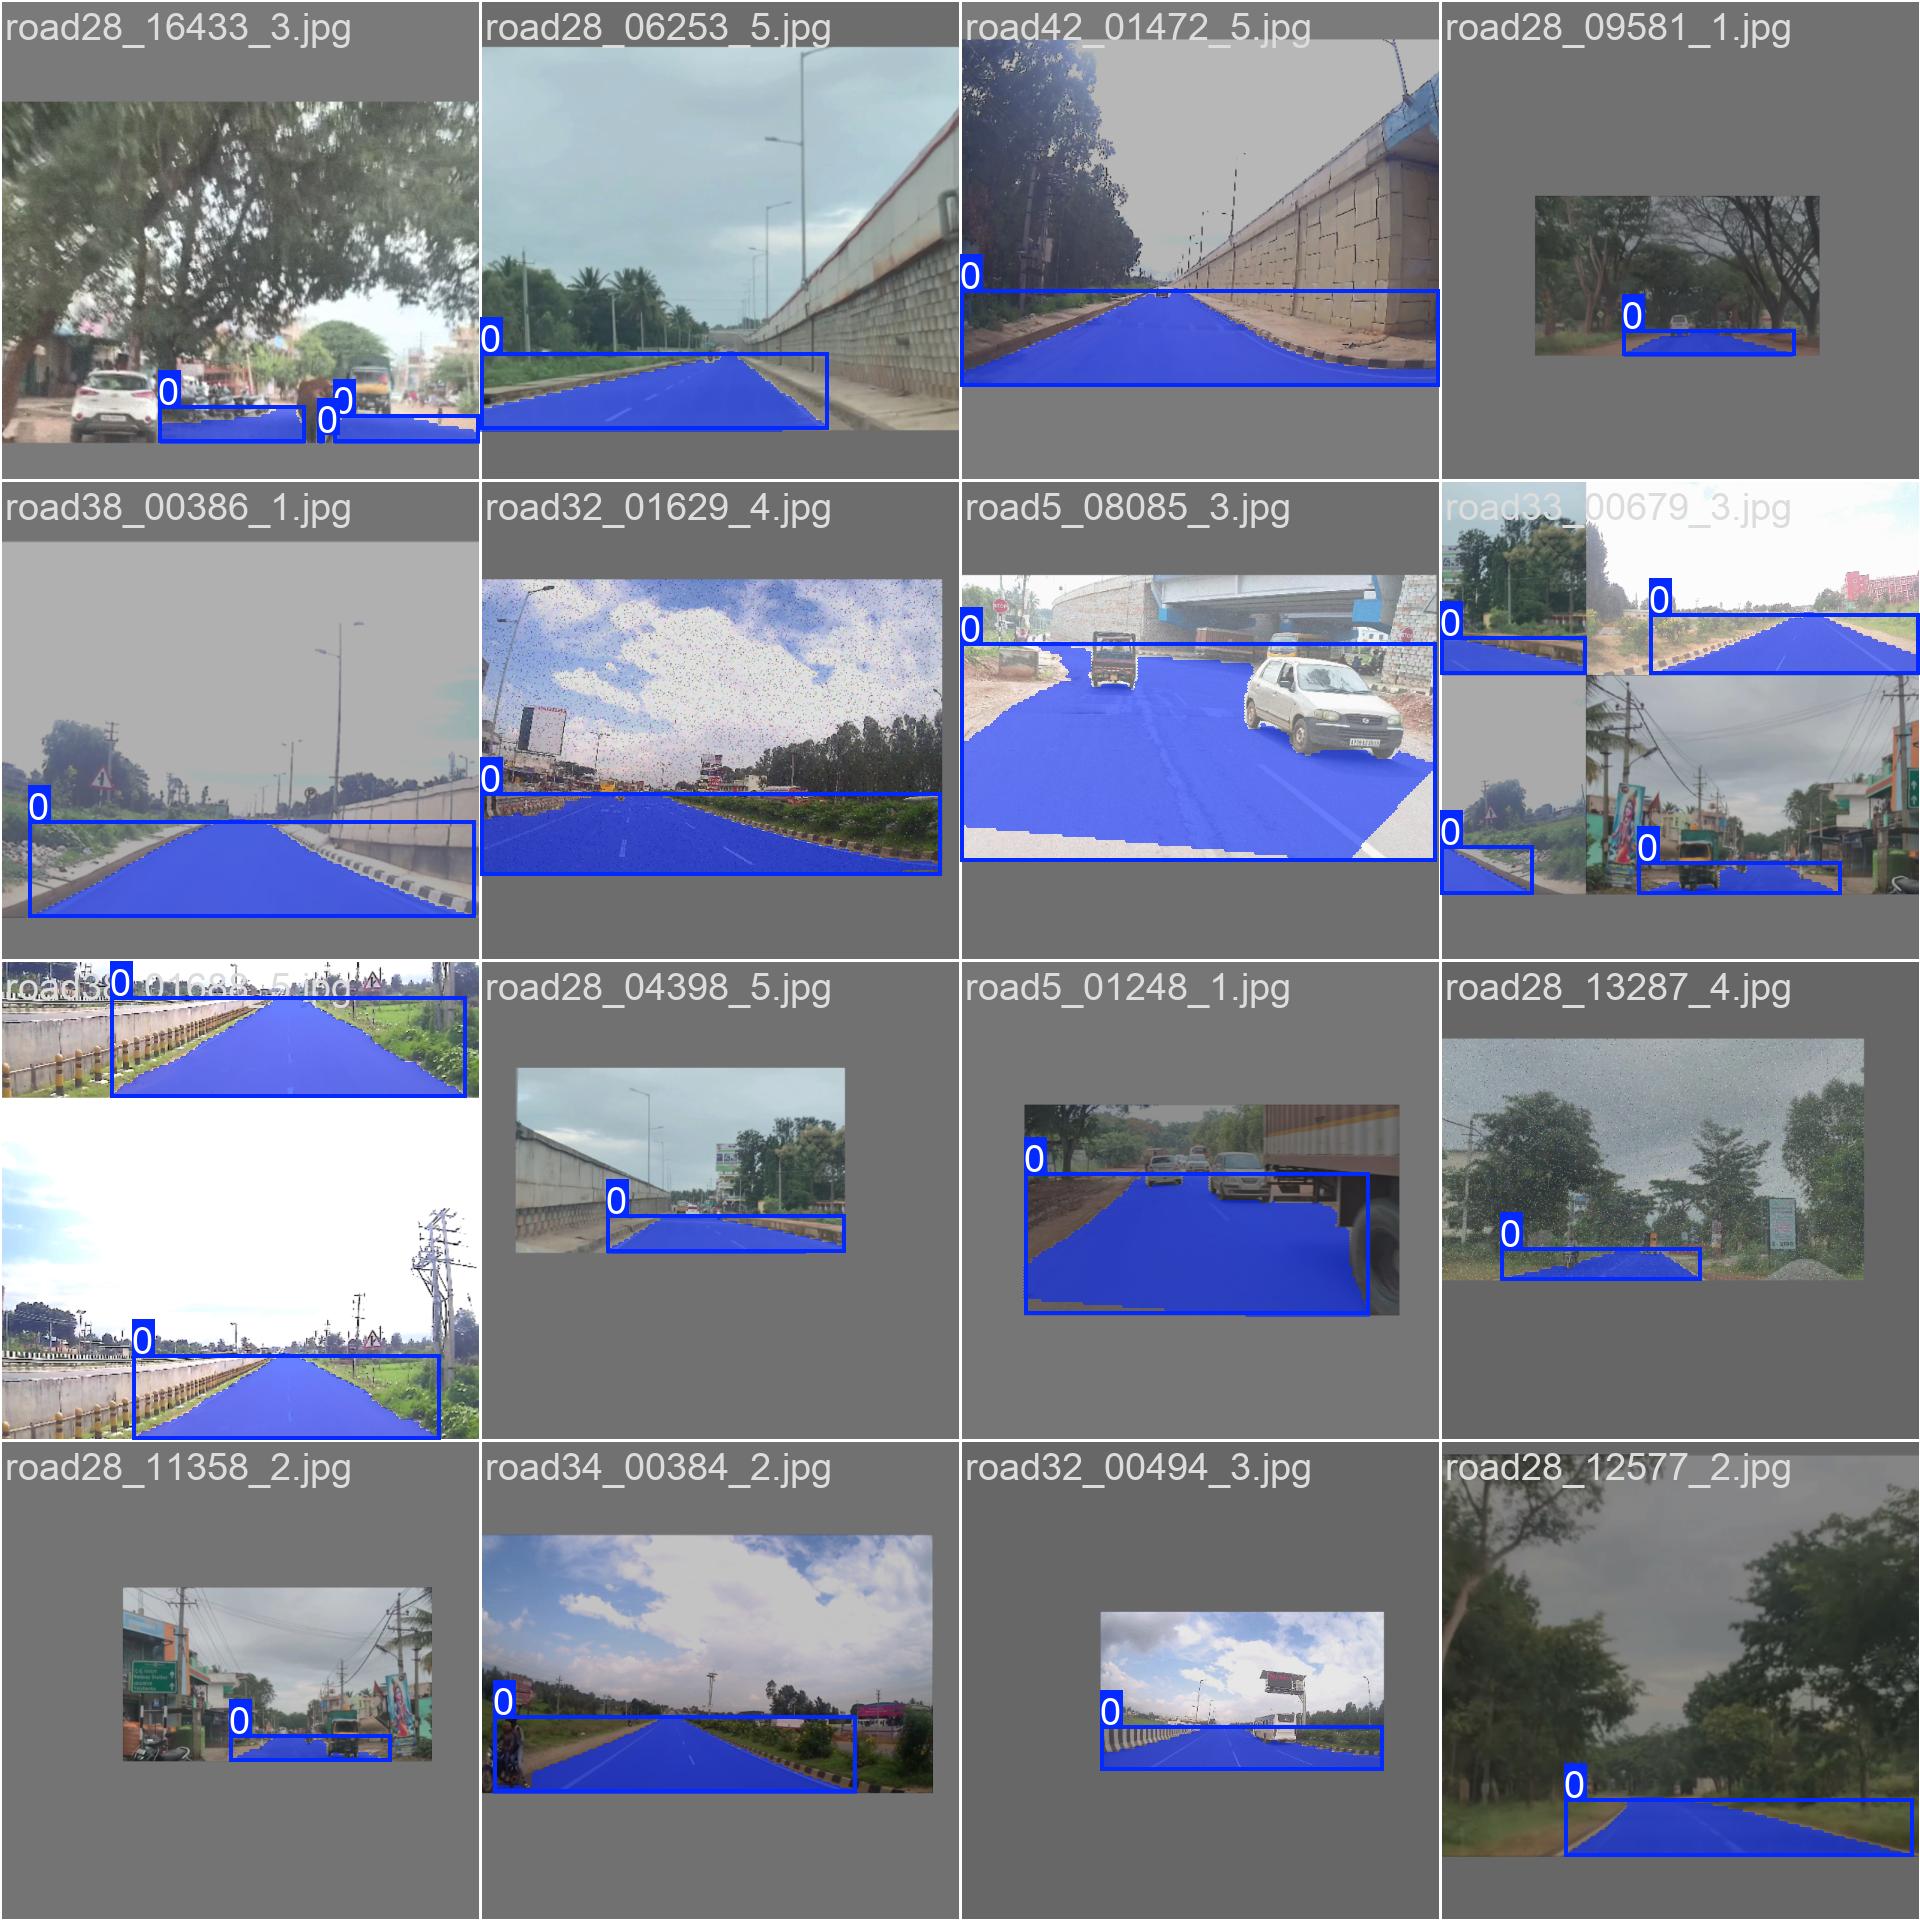 road28_16433_3.jpg
road28_06253_5.jpg
road42_01472_5.jpg
road28_09581_1.jpg
0
0
0
0
0
0
road38_00386_1.jpg
road32_01629_4.jpg
road5_08085_3.jpg
road33_00679_3.jpg
STOP
0
0
0
0
0
0
0
road28_04398_5.jpg
road5_01248_1.jpg
road28_13287_4.jpg
0
0
0
0
0
road28_11358_2.jpg
road34_00384_2.jpg
road32_00494_3.jpg
road28_12577_2.jpg
0
0
0
0